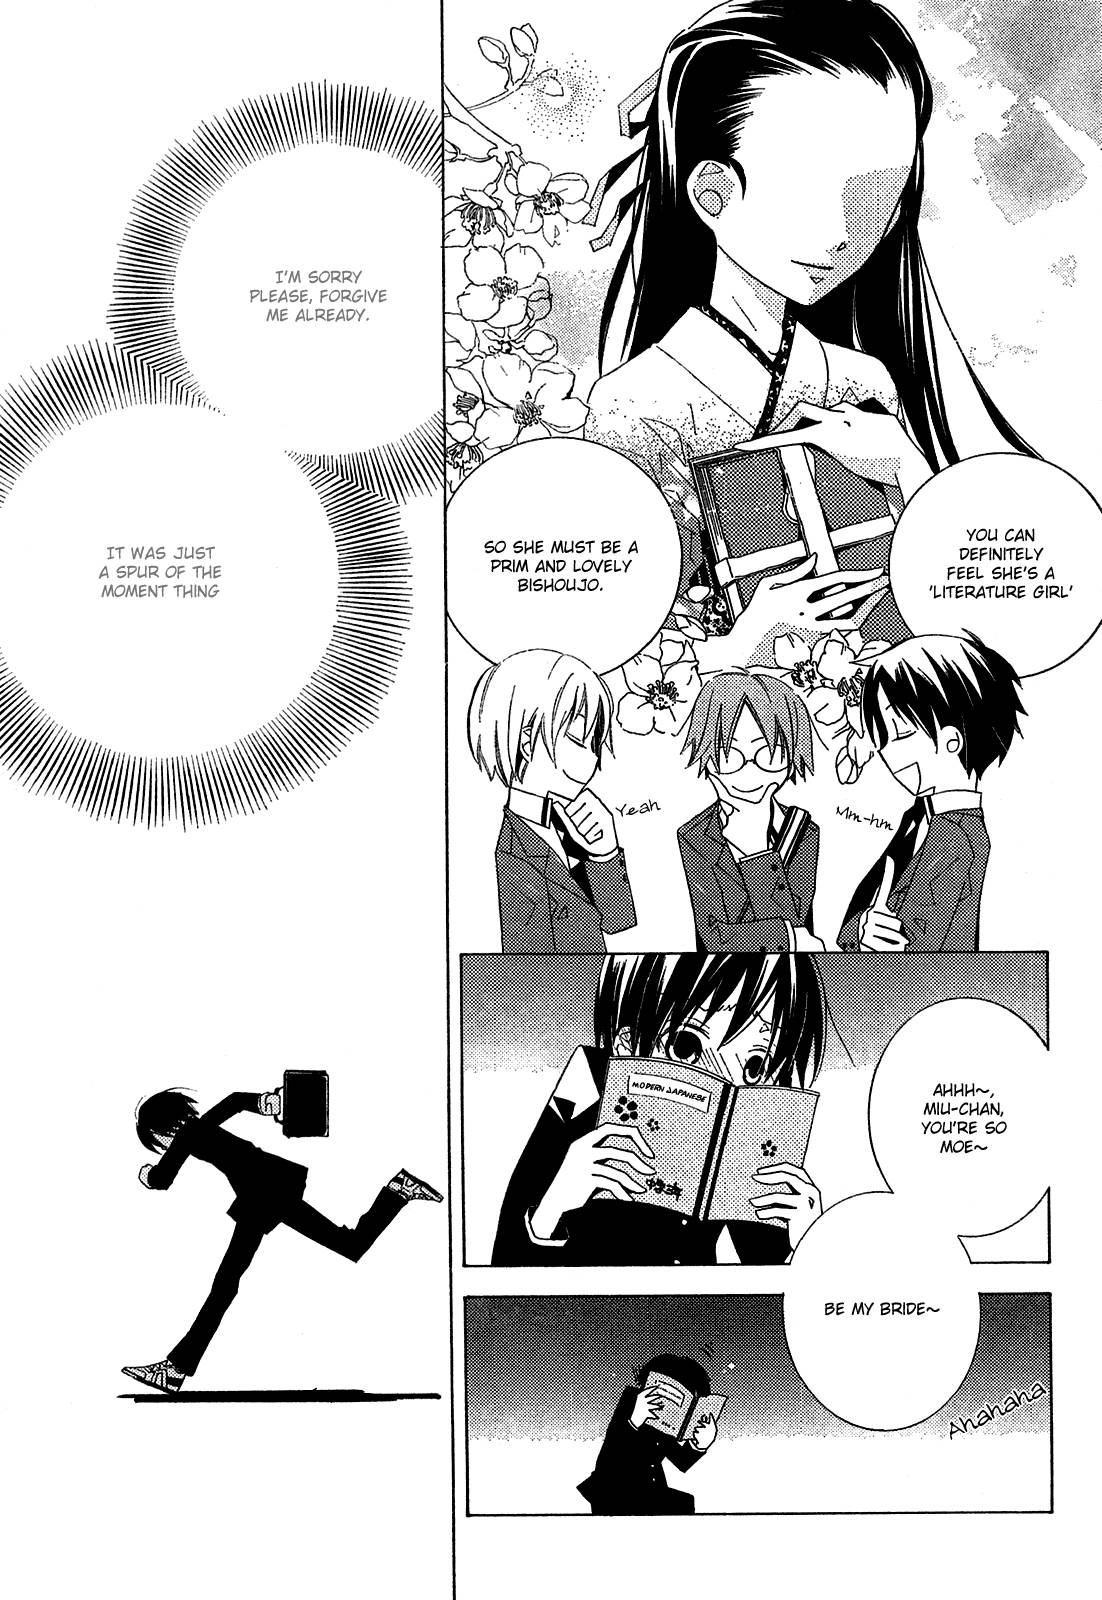 YOU CAN
DEFINITELY
FEEL SHE'S A
'LITERATURE GIRL'
SO SHE MUST BE A
PRIM AND LOVELY
BISHOUJO.
Mm-hm
Yeah
AHHH~,
MIU-CHAN,
YOU'RE SO
MOE~
MODERN JAPANESE
BE MY BRIDE~
Ahahaha
I'M SORRY
PLEASE, FORGIVE
ME ALREADY.
IT WAS JUST
A SPUR OF THE
MOMENT THING